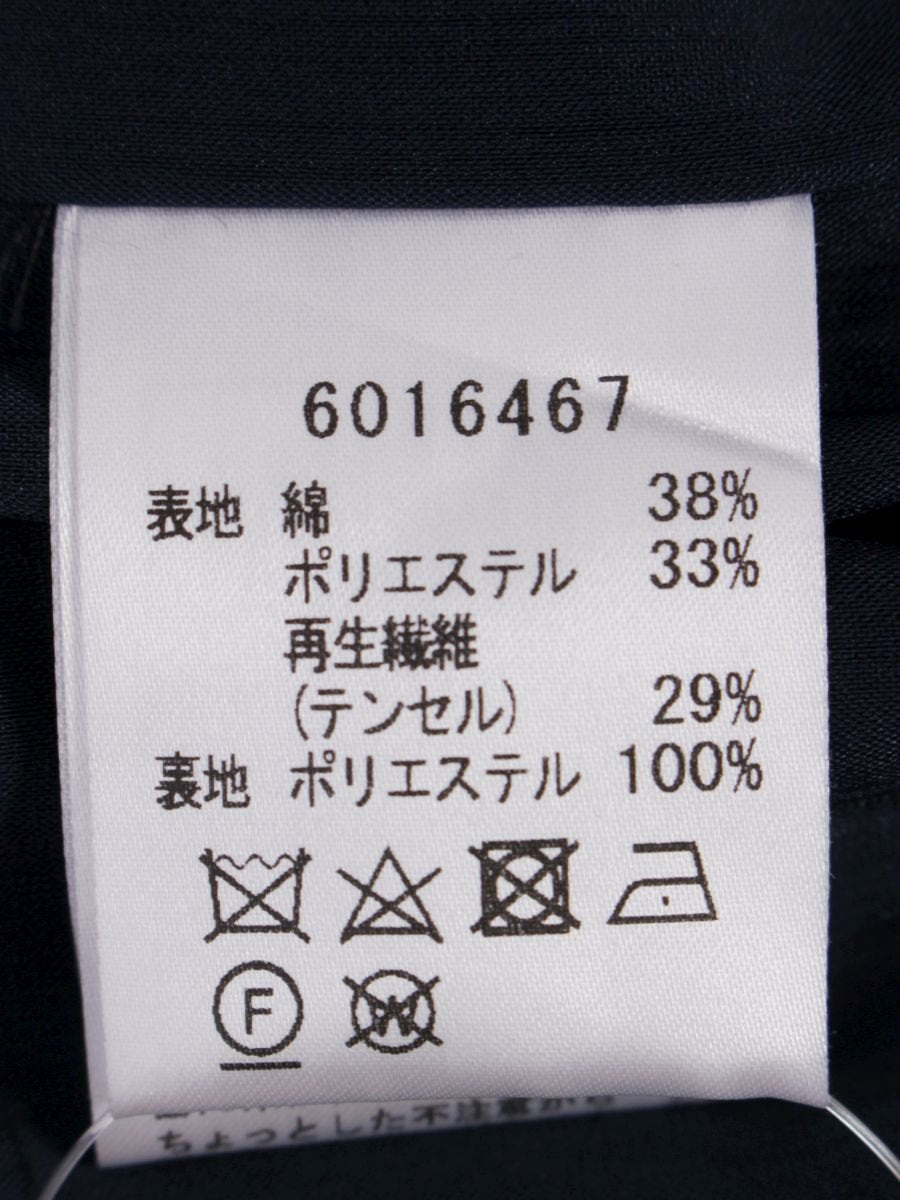 6016467
表地 綿 38%
ポリエステル 33%
再生繊維
(テンセル) 29%
裏地 ポリエステル 100%
F
W
ちょっとした不注意から